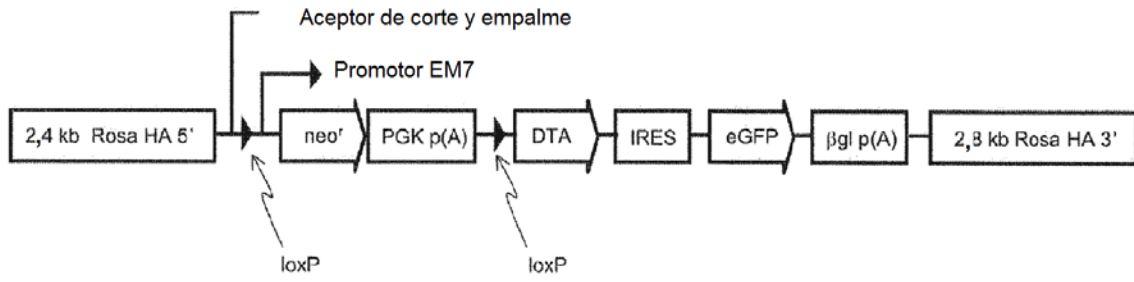 Aceptor de corte y empalme
Promotor EM7
2,4 kb Rosa HA 5'
neoʳ
PGK p(A)
DTA
IRES
eGFP
βgl p(A)
2,8 kb Rosa HA 3'
loxP
loxP